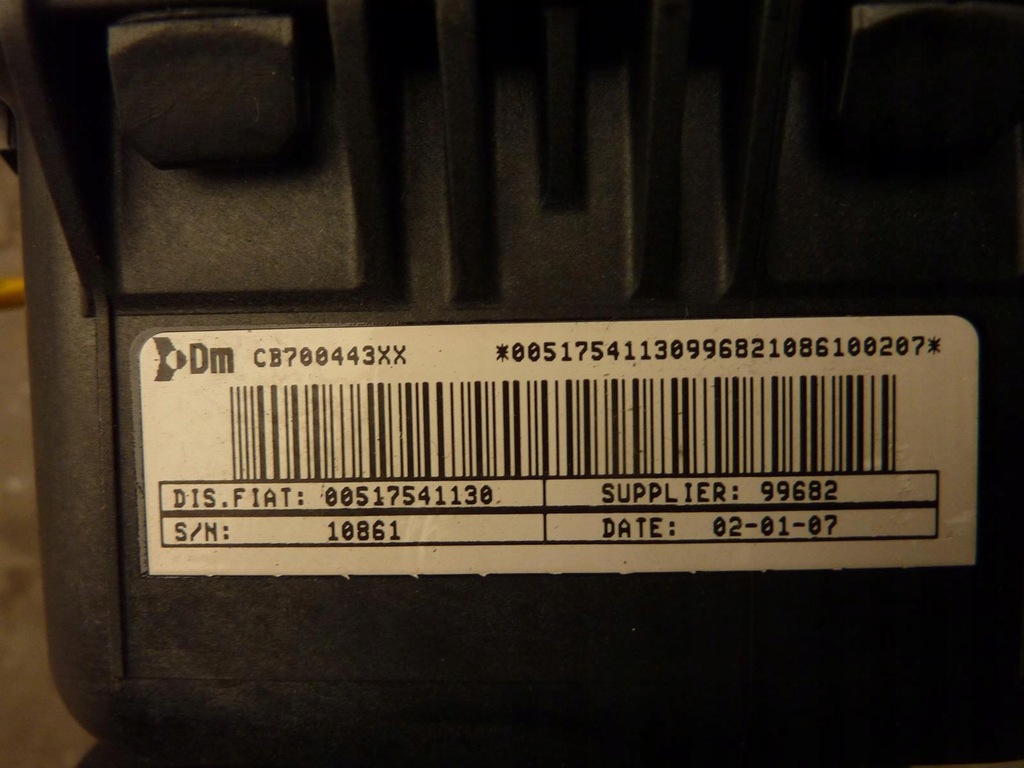 Dm CB700443XX *00517541130996821086100207*
DIS.FIAT: 00517541130 SUPPLIER: 99682
S/N: 10861 DATE: 02-01-07